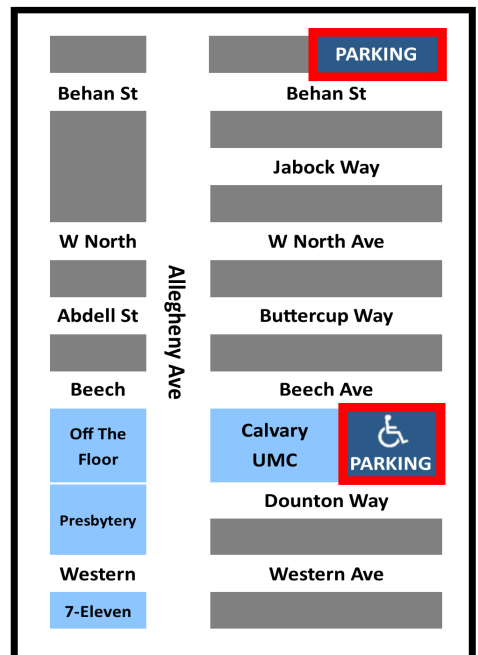 PARKING
Behan St
Behan St
Jabock Way
W North
W North Ave
Allegheny Ave
Abdell St
Buttercup Way
Beech
Beech Ave
Off The
Floor
Calvary
UMC
PARKING
Dounton Way
Presbytery
Western
Western Ave
7-Eleven